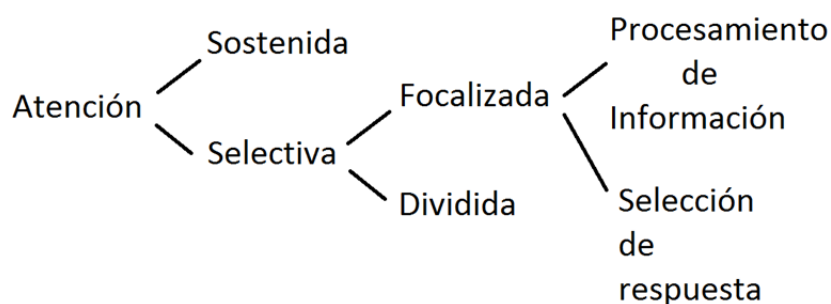 Atención
Sostenida
Selectiva
Focalizada
Dividida
Procesamiento
de
Información
Selección
de
respuesta